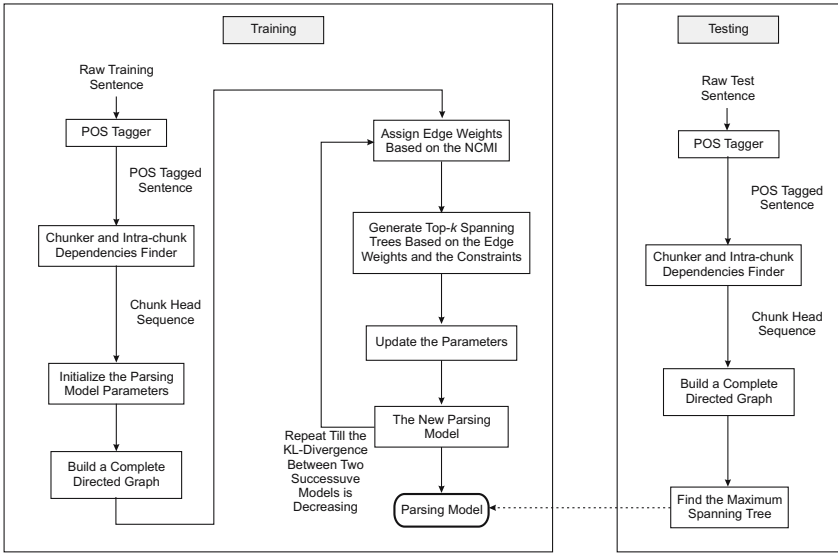 Training
Raw Training
Sentence
POS Tagger
POS Tagged
Sentence
Chunker and Intra-chunk
Dependencies Finder
Chunk Head
Sequence
Initialize the Parsing
Model Parameters
Build a Complete
Directed Graph
Assign Edge Weights
Based on the NCMI
Generate Top-k Spanning
Trees Based on the Edge
Weights and the Constraints
Update the Parameters
The New Parsing
Model
Repeat Till the
KL-Divergence
Between Two
Successuve
Models is
Decreasing
Parsing Model
Testing
Raw Test
Sentence
POS Tagger
POS Tagged
Sentence
Chunker and Intra-chunk
Dependencies Finder
Chunk Head
Sequence
Build a Complete
Directed Graph
Find the Maximum
Spanning Tree